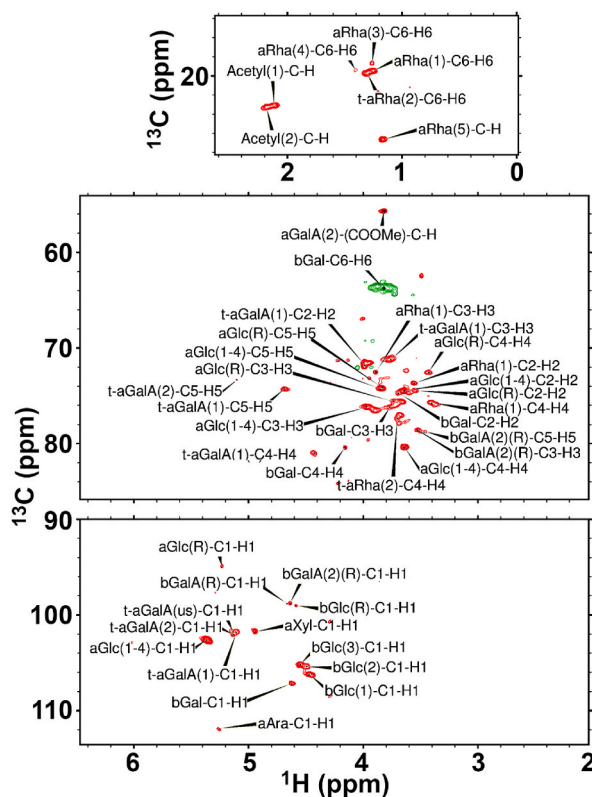 aRha(3)-C6-H6
aRha(4)-C6-H6
Acetyl(1)-C-H
aRha(1)-C6-H6
t-aRha(2)-C6-H6
Acetyl(2)-C-H
aRha(5)-C-H
20
13C (ppm)
2
1
0
aGalA(2)-(COOMe)-C-H
bGal-C6-H6
t-aGalA(1)-C2-H2
aRha(1)-C3-H3
aGlc(R)-C5-H5
t-aGalA(1)-C3-H3
aGlc(R)-C4-H4
aGlc(1-4)-C5-H5
aRha(1)-C2-H2
aGlc(R)-C3-H3
aGlc(1-4)-C2-H2
t-aGalA(2)-C5-H5
aGlc(R)-C2-H2
t-aGalA(1)-C5-H5
aRha(1)-C4-H4
aGlc(1-4)-C3-H3
bGal-C2-H2
bGal-C3-H3
bGalA(2)(R)-C5-H5
t-aGalA(1)-C4-H4
bGalA(2)(R)-C3-H3
bGal-C4-H4
aGlc(1-4)-C4-H4
t-aRha(2)-C4-H4
60
70
80
13C (ppm)
90
100
110
aGlc(R)-C1-H1
bGalA(2)(R)-C1-H1
bGalA(R)-C1-H1
bGlc(R)-C1-H1
t-aGalA(us)-C1-H1
t-aGalA(2)-C1-H1
aXyl-C1-H1
aGlc(1-4)-C1-H1
bGlc(3)-C1-H1
t-aGalA(1)-C1-H1
bGlc(2)-C1-H1
bGal-C1-H1
bGlc(1)-C1-H1
aAra-C1-H1
6
5
4
3
2
1H (ppm)